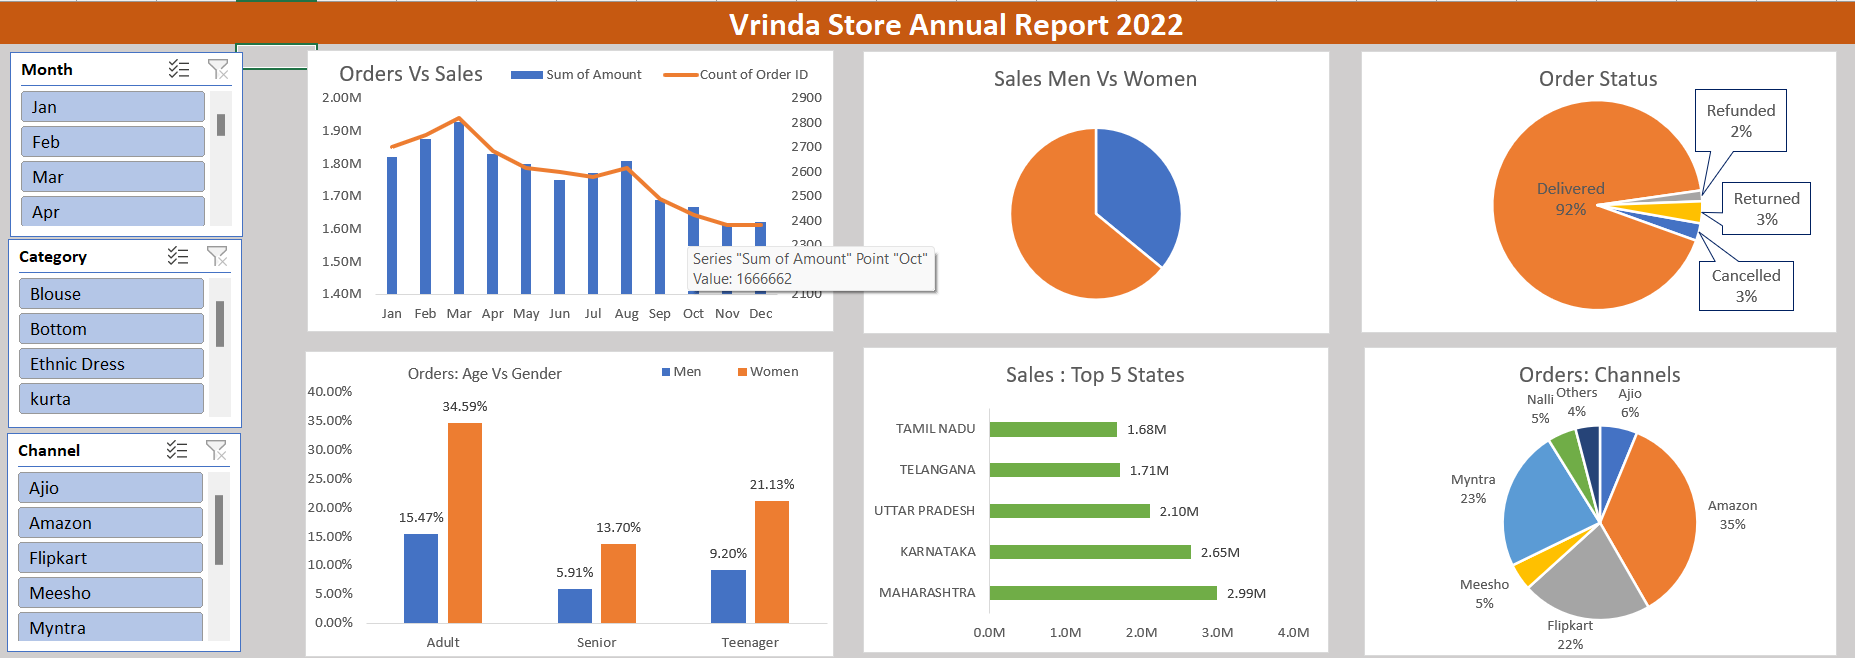 Vrinda Store Annual Report 2022
Month
Jan
Feb
Mar
Apr
Category
Blouse
Bottom
Ethnic Dress
kurta
Channel
Ajio
Amazon
Flipkart
Meesho
Myntra
Orders Vs Sales
Sum of Amount
Count of Order ID
2.00M
1.90M
1.80M
1.70M
1.60M
1.50M
1.40M
2900
2800
2700
2600
2500
2400
2300
2100
Jan Feb Mar Apr May Jun Jul Aug Sep Oct Nov Dec
Series "Sum of Amount" Point "Oct"
Value: 1666662
Sales Men Vs Women
Order Status
Refunded
2%
Delivered
92%
Returned
3%
Cancelled
3%
Orders: Age Vs Gender
Men
Women
40.00%
35.00%
30.00%
25.00%
20.00%
15.00%
10.00%
5.00%
0.00%
15.47%
34.59%
5.91%
13.70%
9.20%
21.13%
Adult Senior Teenager
Sales : Top 5 States
TAMIL NADU 1.68M
TELANGANA 1.71M
UTTAR PRADESH 2.10M
KARNATAKA 2.65M
MAHARASHTRA 2.99M
0.0M 1.0M 2.0M 3.0M 4.0M
Orders: Channels
Nalli
5%
Others
4%
Ajio
6%
Myntra
23%
Amazon
35%
Meesho
5%
Flipkart
22%